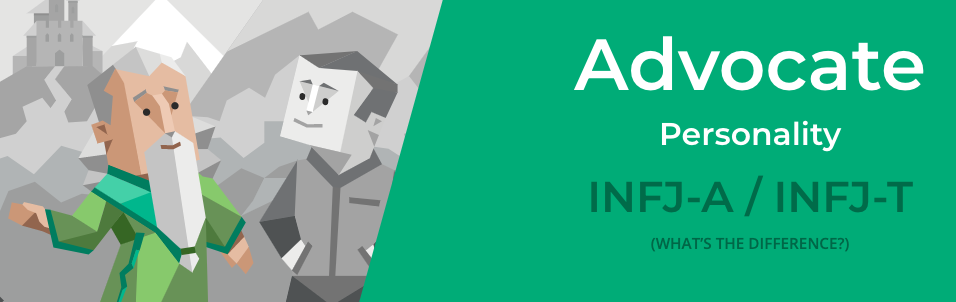 Advocate
Personality
INFJ-A / INFJ-T
(WHAT'S THE DIFFERENCE?)